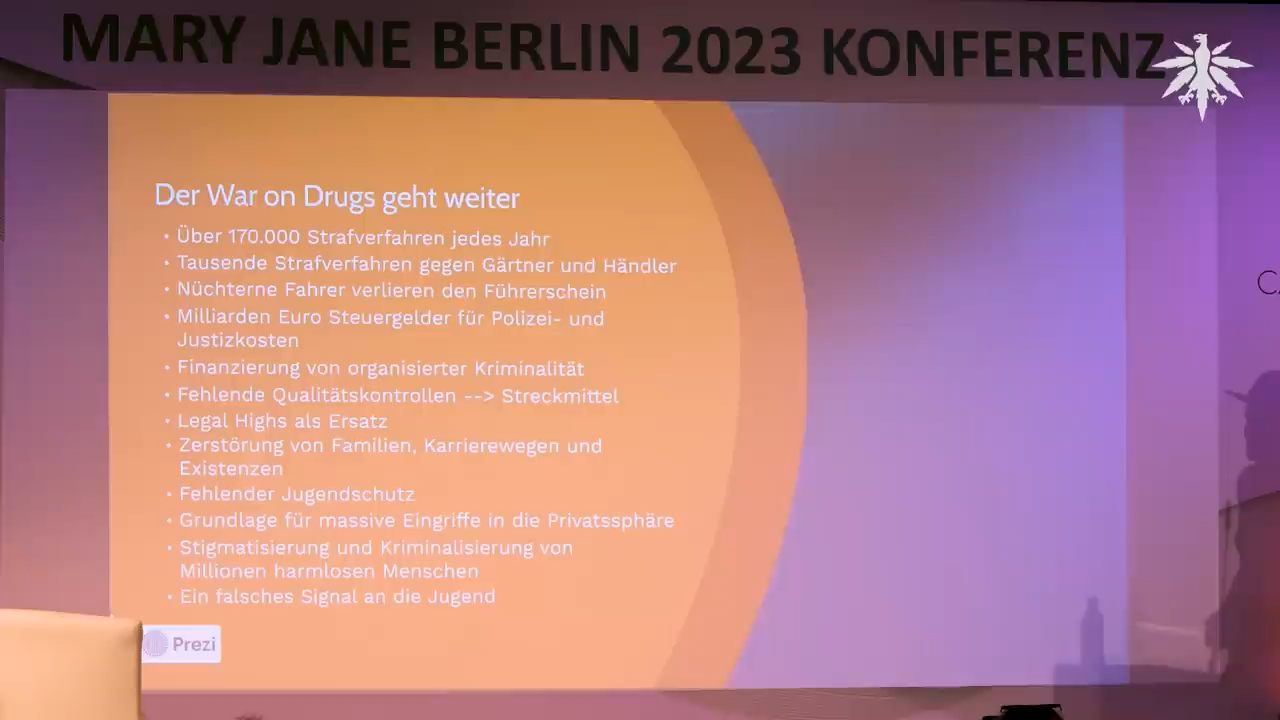 MARY JANE BERLIN 2023 KONFERENZ
Der War on Drugs geht weiter
• Über 170.000 Strafverfahren jedes Jahr
• Tausende Strafverfahren gegen Gärtner und Händler
• Nüchterne Fahrer verlieren den Führerschein
• Milliarden Euro Steuergelder für Polizei- und
Justizkosten
• Finanzierung von organisierter Kriminalität
• Fehlende Qualitätskontrollen --> Streckmittel
• Legal Highs als Ersatz
• Zerstörung von Familien, Karrierewegen und
Existenzen
• Fehlender Jugendschutz
• Grundlage für massive Eingriffe in die Privatssphäre
• Stigmatisierung und Kriminalisierung von
Millionen harmlosen Menschen
• Ein falsches Signal an die Jugend
Prezi